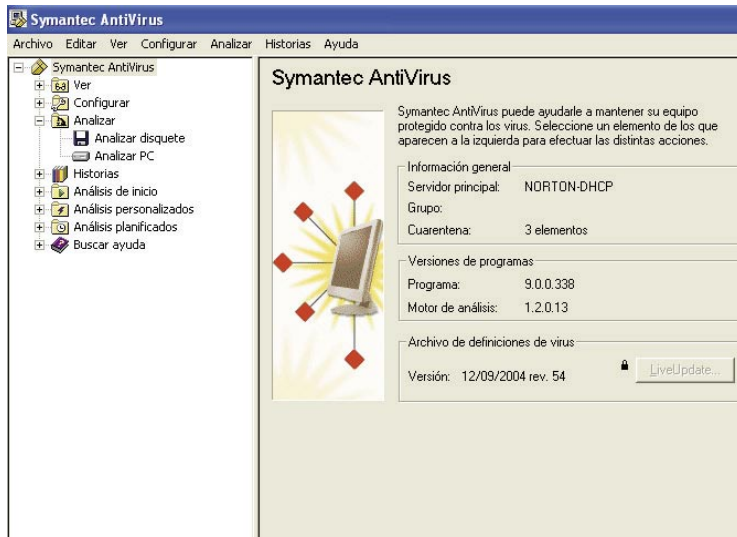 Symantec AntiVirus
Archivo Editar Ver Configurar Analizar Historias Ayuda
Symantec AntiVirus
Ver
Configurar
Analizar
Analizar disquete
Analizar PC
Historias
Análisis de inicio
Análisis personalizados
Análisis planificados
Buscar ayuda
Symantec AntiVirus
Symantec AntiVirus puede ayudarle a mantener su equipo
protegido contra los virus. Seleccione un elemento de los que
aparecen a la izquierda para efectuar las distintas acciones.
Información general
Servidor principal: NORTON-DHCP
Grupo:
Cuarentena: 3 elementos
Versiones de programas
Programa: 9.0.0.338
Motor de análisis: 1.2.0.13
Archivo de definiciones de virus
Versión: 12/09/2004 rev. 54 LiveUpdate...